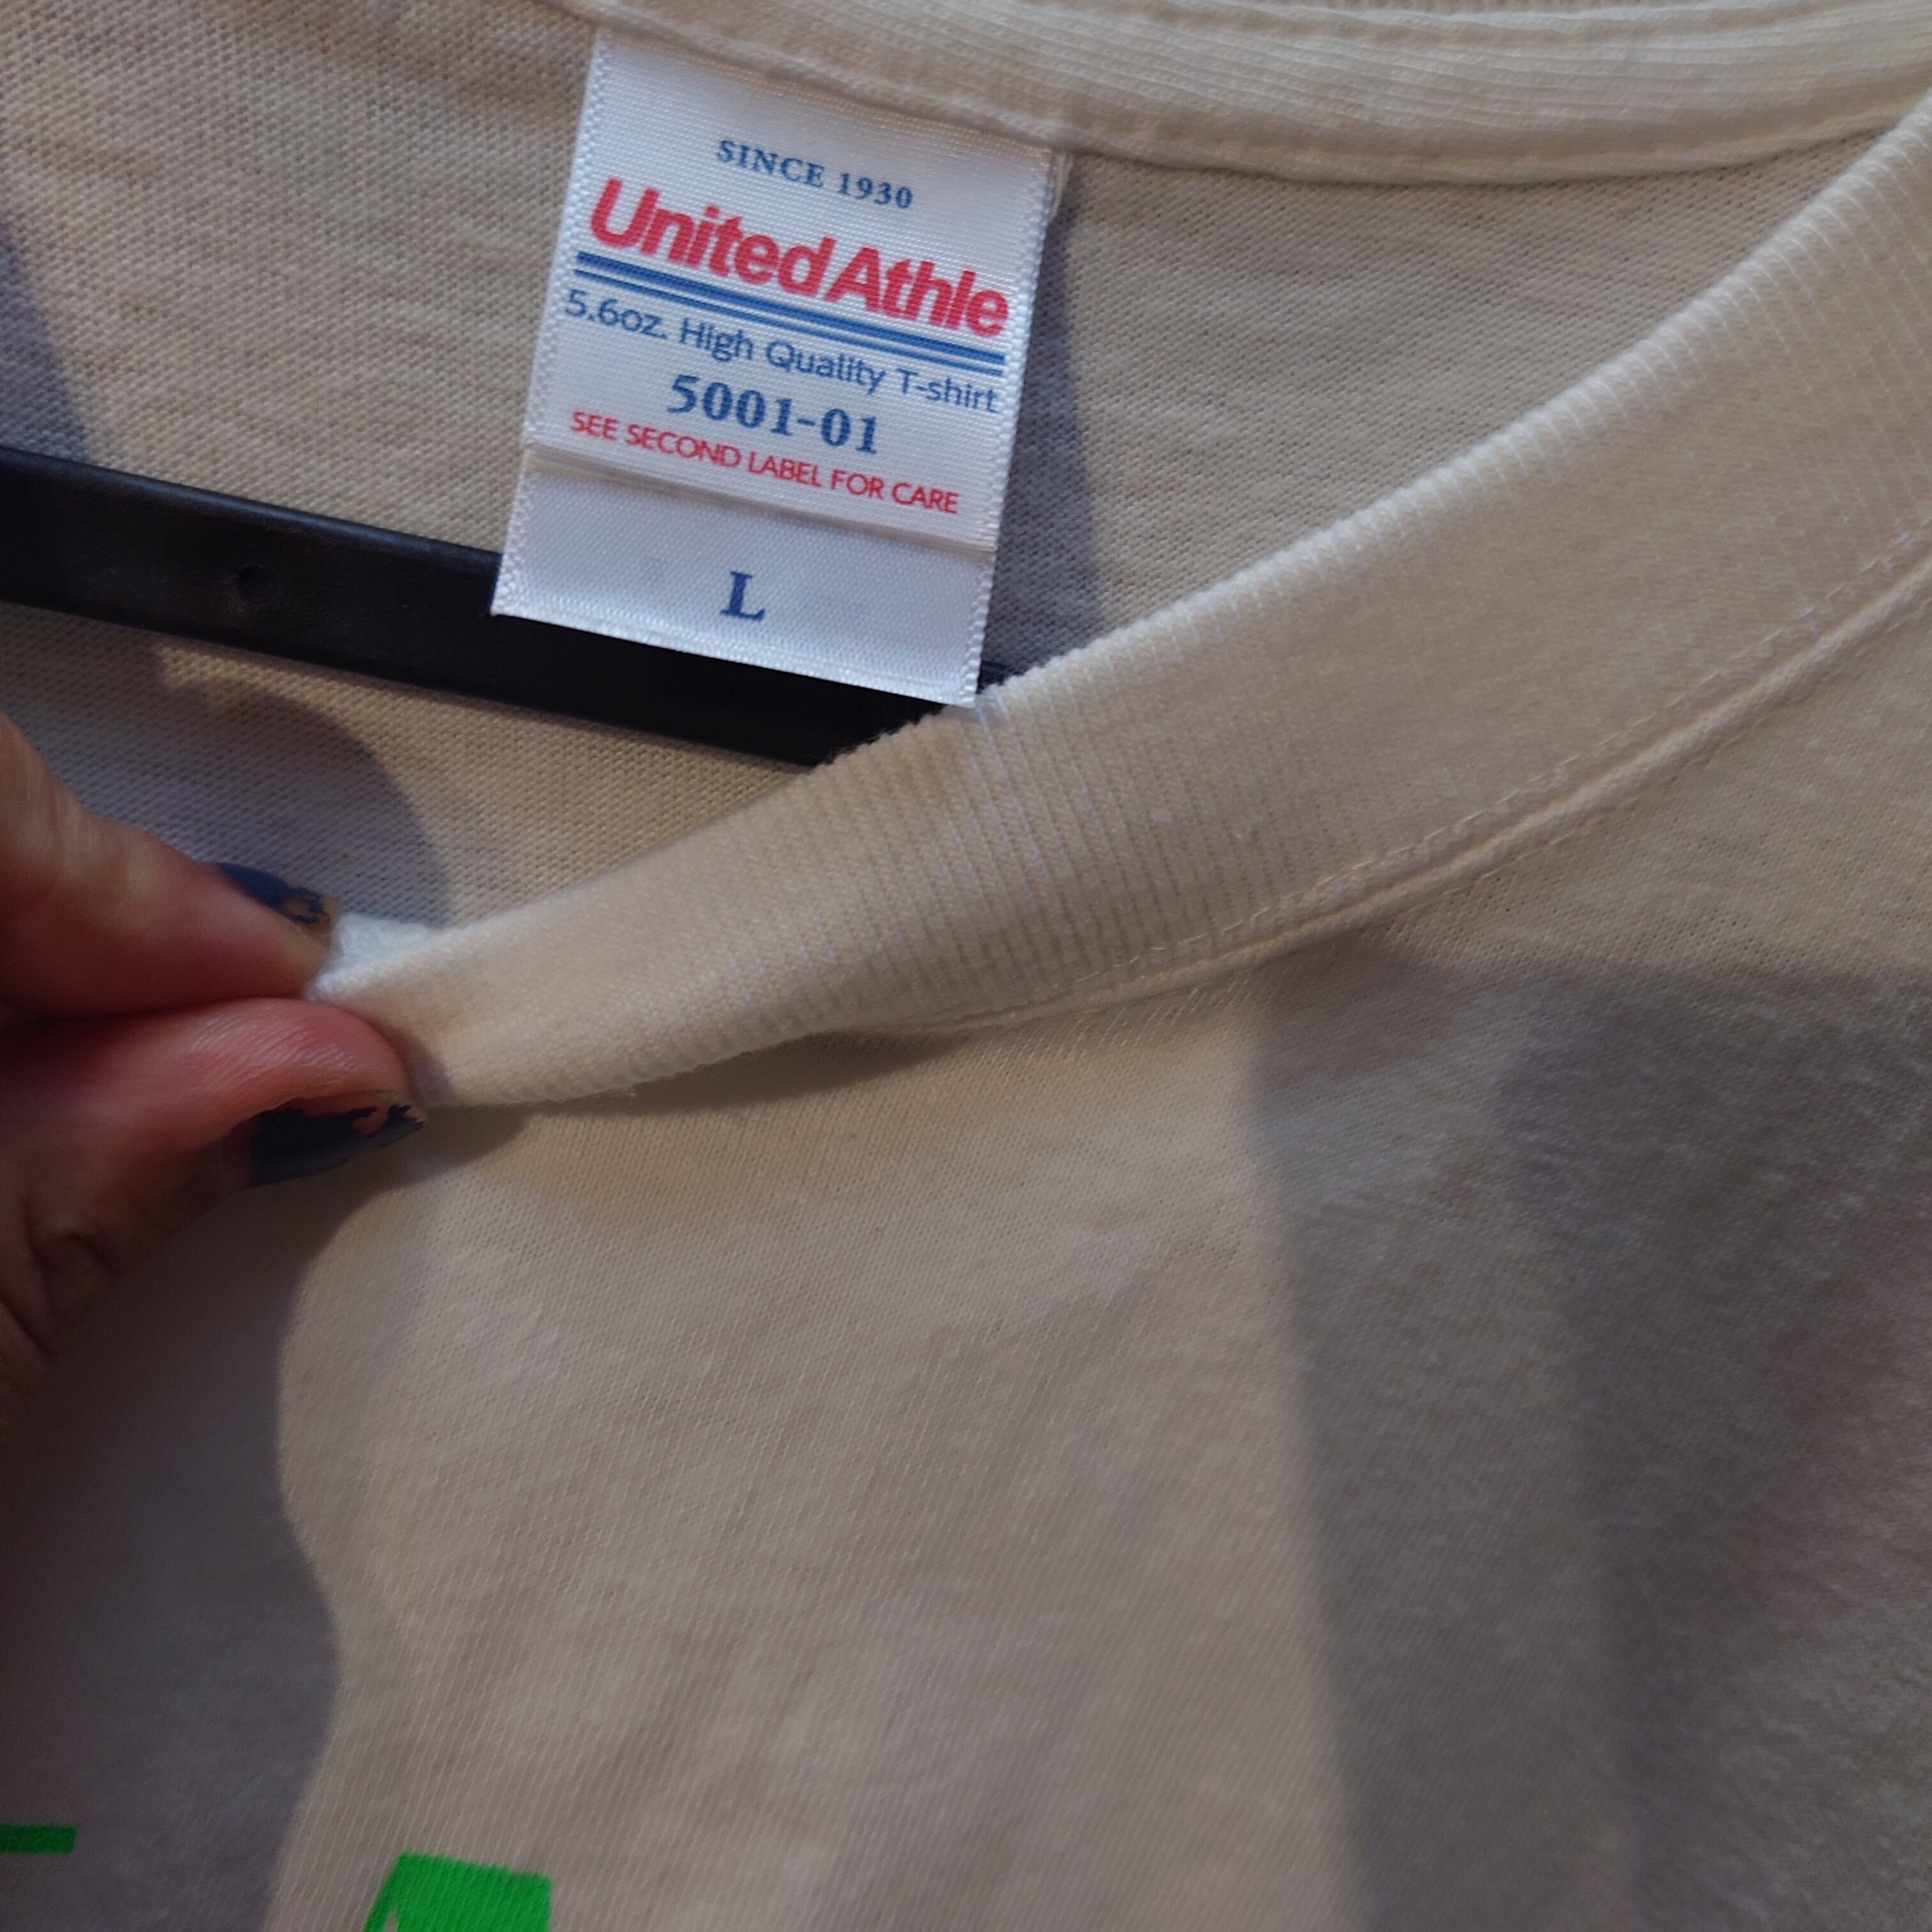 SINCE 1930
United Athle
5.6oz. High Quality T-shirt
5001-01
SEE SECOND LABEL FOR CARE
L